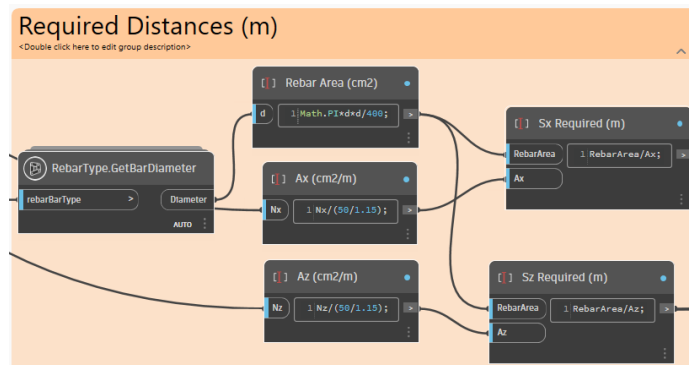 Required Distances (m)
<Double click here to edit group description>
[ ] Rebar Area (cm2)
d
1 Math.PI*d*d/400;
>
[ ] Sx Required (m)
RebarArea
1 RebarArea/Ax;
>
Ax
RebarType.GetBarDiameter
rebarBarType
>
Diameter
AUTO
[ ] Ax (cm2/m)
Nx
1 Nx/(50/1.15);
>
[ ] Az (cm2/m)
Nz
1 Nz/(50/1.15);
>
[ ] Sz Required (m)
RebarArea
1 RebarArea/Az;
>
Az